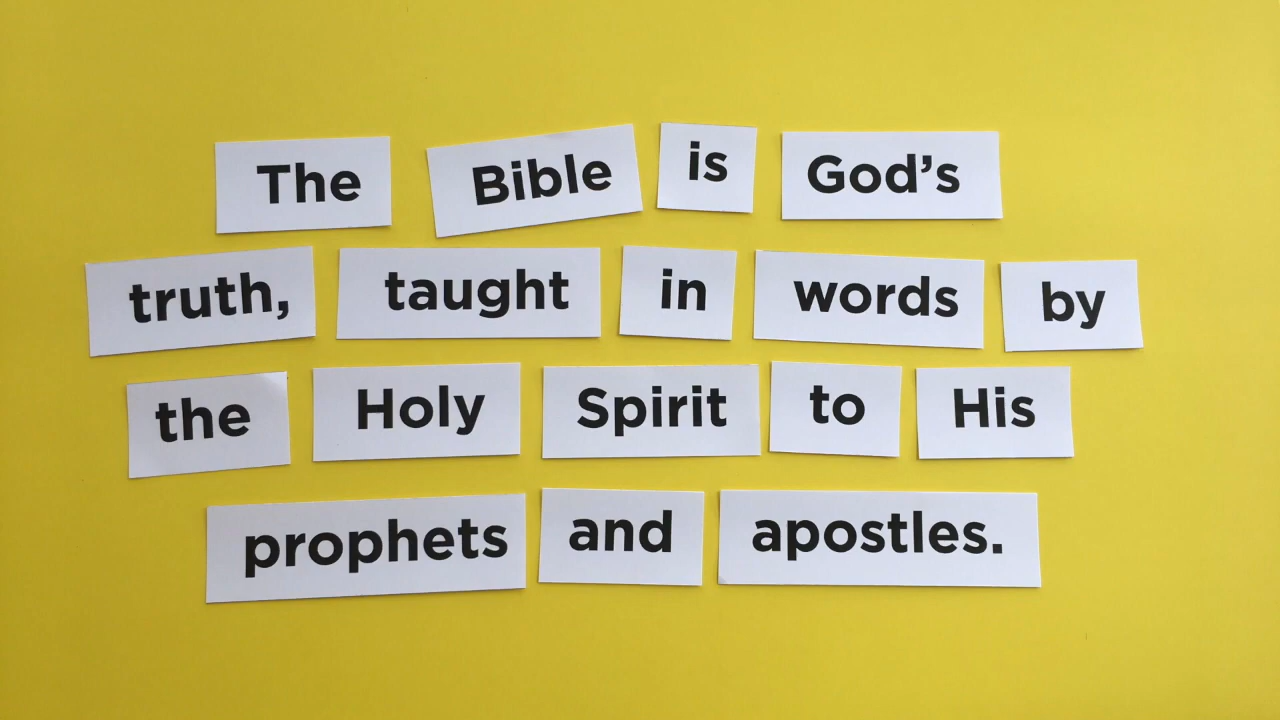 The Bible is God’s
truth, taught in words by
the Holy Spirit to His
prophets and apostles.